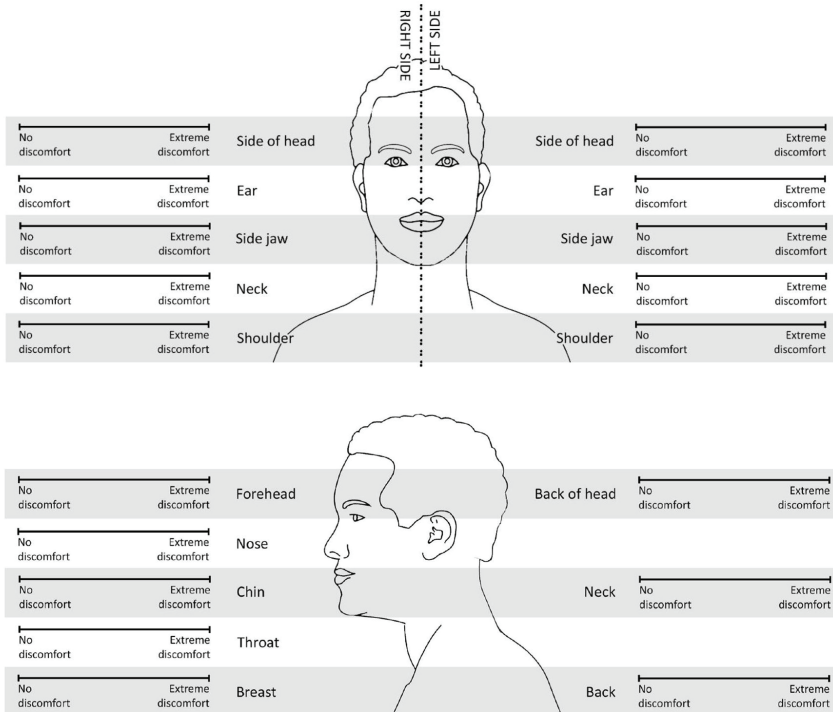 RIGHT SIDE
LEFT SIDE
No Extreme
discomfort discomfort
Side of head
Side of head
No Extreme
discomfort discomfort
No Extreme
discomfort discomfort
Ear
Ear
No Extreme
discomfort discomfort
No Extreme
discomfort discomfort
Side jaw
Side jaw
No Extreme
discomfort discomfort
No Extreme
discomfort discomfort
Neck
Neck
No Extreme
discomfort discomfort
No Extreme
discomfort discomfort
Shoulder
Shoulder
No Extreme
discomfort discomfort
No Extreme
discomfort discomfort
Forehead
Back of head
No Extreme
discomfort discomfort
No Extreme
discomfort discomfort
Nose
No Extreme
discomfort discomfort
Chin
Neck
No Extreme
discomfort discomfort
No Extreme
discomfort discomfort
Throat
No Extreme
discomfort discomfort
Breast
Back
No Extreme
discomfort discomfort